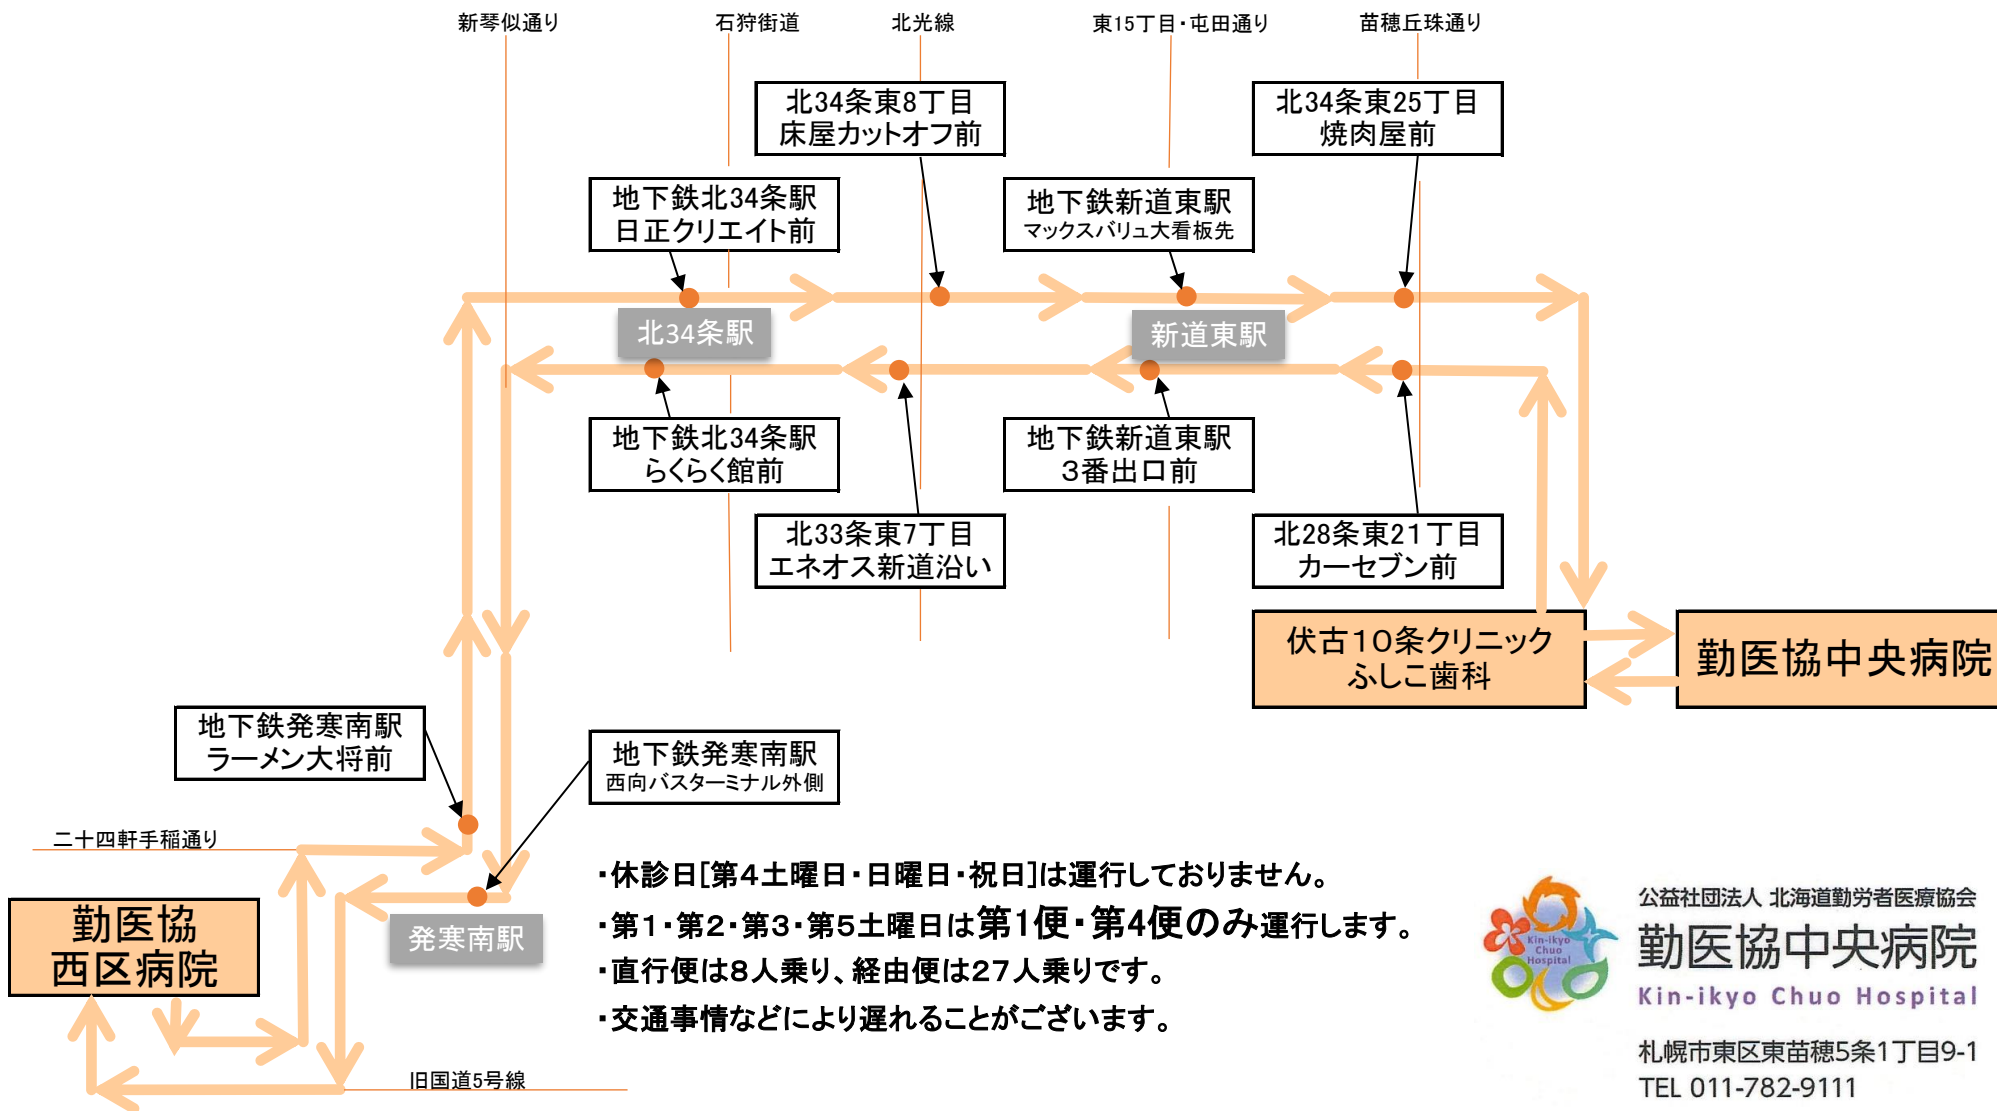 新琴似通り
石狩街道
北光線
東15丁目・屯田通り
苗穂丘珠通り
北34条東8丁目
床屋カットオフ前
北34条東25丁目
焼肉屋前
地下鉄北34条駅
日正クリエイト前
地下鉄新道東駅
マックスバリュ大看板先
北34条駅
新道東駅
地下鉄北34条駅
らくらく館前
地下鉄新道東駅
3番出口前
北33条東7丁目
エネオス新道沿い
北28条東21丁目
カーセブン前
伏古10条クリニック
ふしこ歯科
勤医協中央病院
地下鉄発寒南駅
ラーメン大将前
地下鉄発寒南駅
西向バスターミナル外側
二十四軒手稲通り
勤医協
西区病院
発寒南駅
旧国道5号線
・休診日[第4土曜日・日曜日・祝日]は運行しておりません。
・第1・第2・第3・第5土曜日は第1便・第4便のみ運行します。
・直行便は8人乗り、経由便は27人乗りです。
・交通事情などにより遅れることがございます。
Kin-ikyo
Chuo
Hospital
公益社団法人 北海道勤労者医療協会
勤医協中央病院
Kin-ikyo Chuo Hospital
札幌市東区東苗穂5条1丁目9-1
TEL 011-782-9111